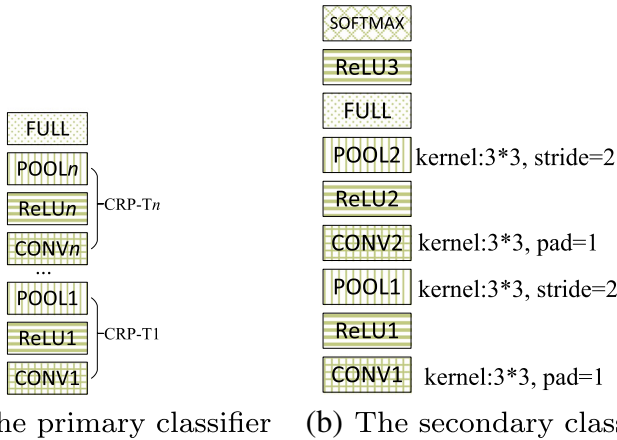 FULL
POOLn
ReLUn
CONVn
CRP-Tn
...
POOL1
ReLU1
CONV1
CRP-T1
he primary classifier
SOFTMAX
ReLU3
FULL
POOL2 kernel:3*3, stride=2
ReLU2
CONV2 kernel:3*3, pad=1
POOL1 kernel:3*3, stride=2
ReLU1
CONV1 kernel:3*3, pad=1
(b) The secondary class